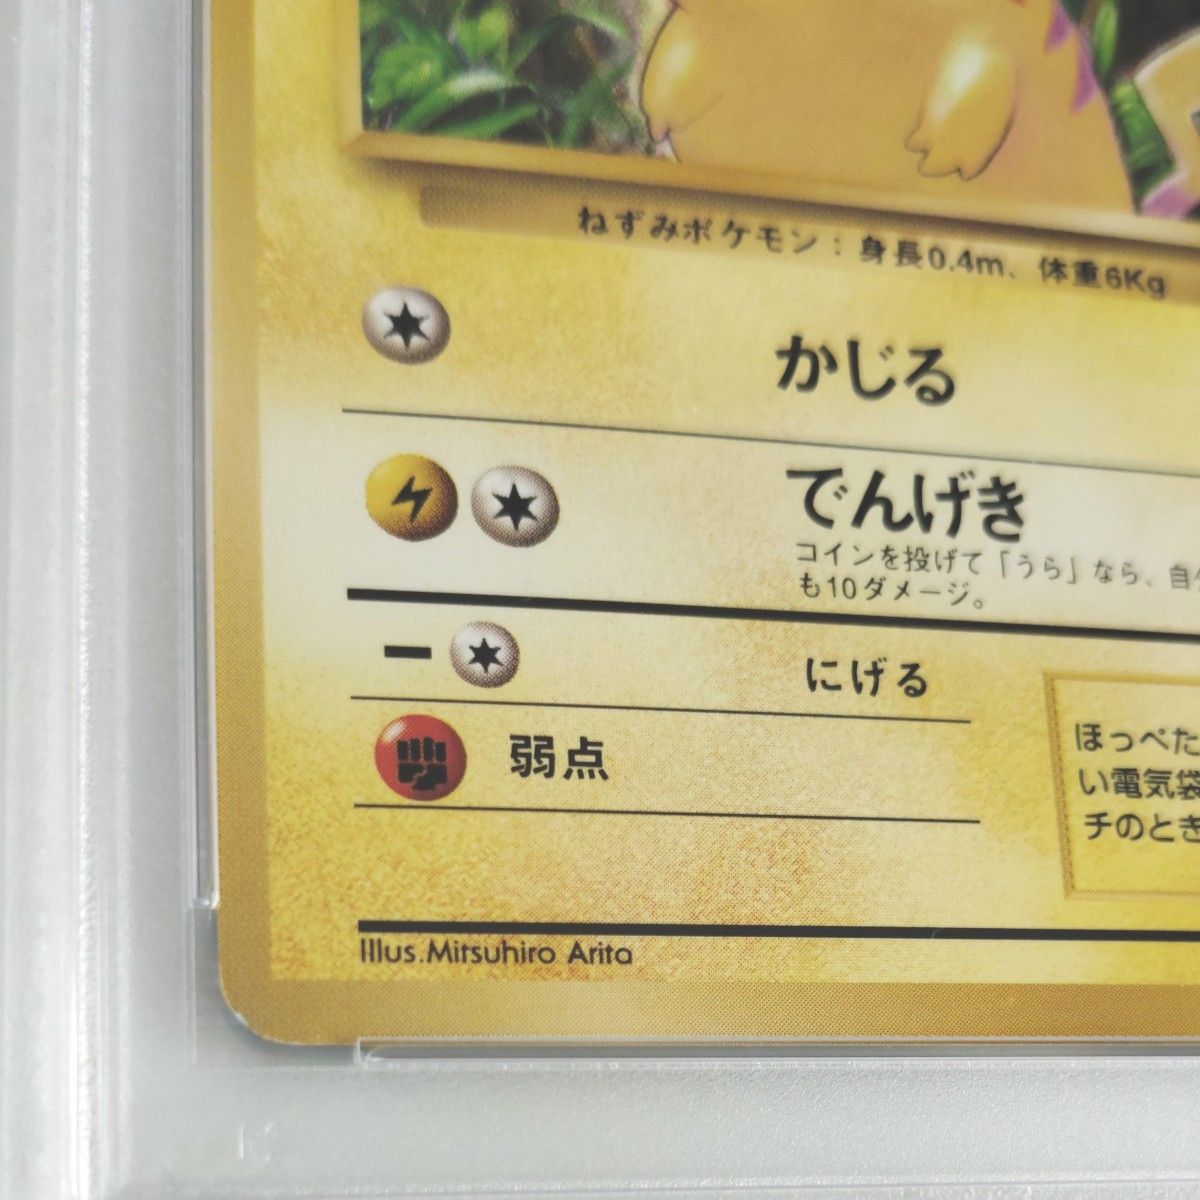 ねずみポケモン：身長0.4m、体重6Kg
かじる
でんげき
コインを投げて「うら」なら、自分
も10ダメージ。
にげる
弱点
ほっぺた
い電気袋
チのとき
Illus.Mitsuhiro Arita